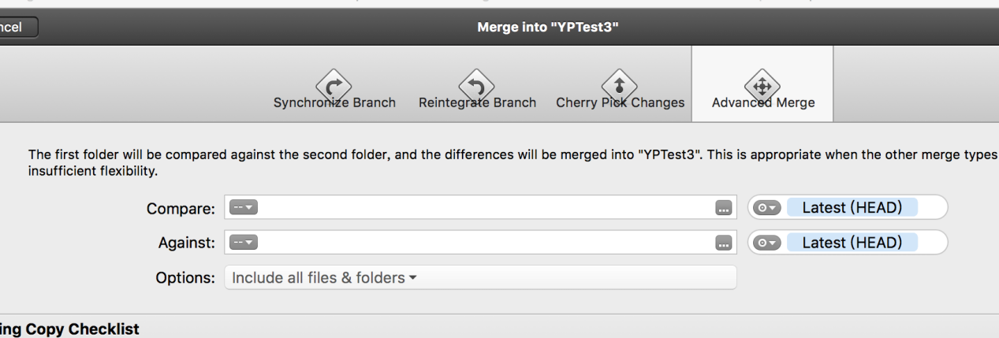 ncel
Merge into "YPTest3"
Synchronize Branch
Reintegrate Branch
Cherry Pick Changes
Advanced Merge
The first folder will be compared against the second folder, and the differences will be merged into "YPTest3". This is appropriate when the other merge types
insufficient flexibility.
Compare: -- ... Latest (HEAD)
Against: -- ... Latest (HEAD)
Options: Include all files & folders
ing Copy Checklist